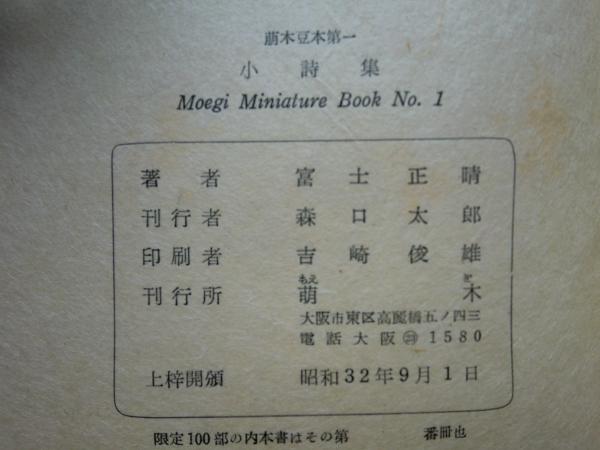 萠木豆本第一
小詩集
Moegi Miniature Book No. 1
著者 富士正晴
刊行者 森口太郎
印刷者 吉崎俊雄
もえ ぎ
刊行所 萠木
大阪市東区高麗橋五ノ四三
電話大阪㉓1580
上梓開頒 昭和32年9月1日
限定100部の内本書はその第 番冊也